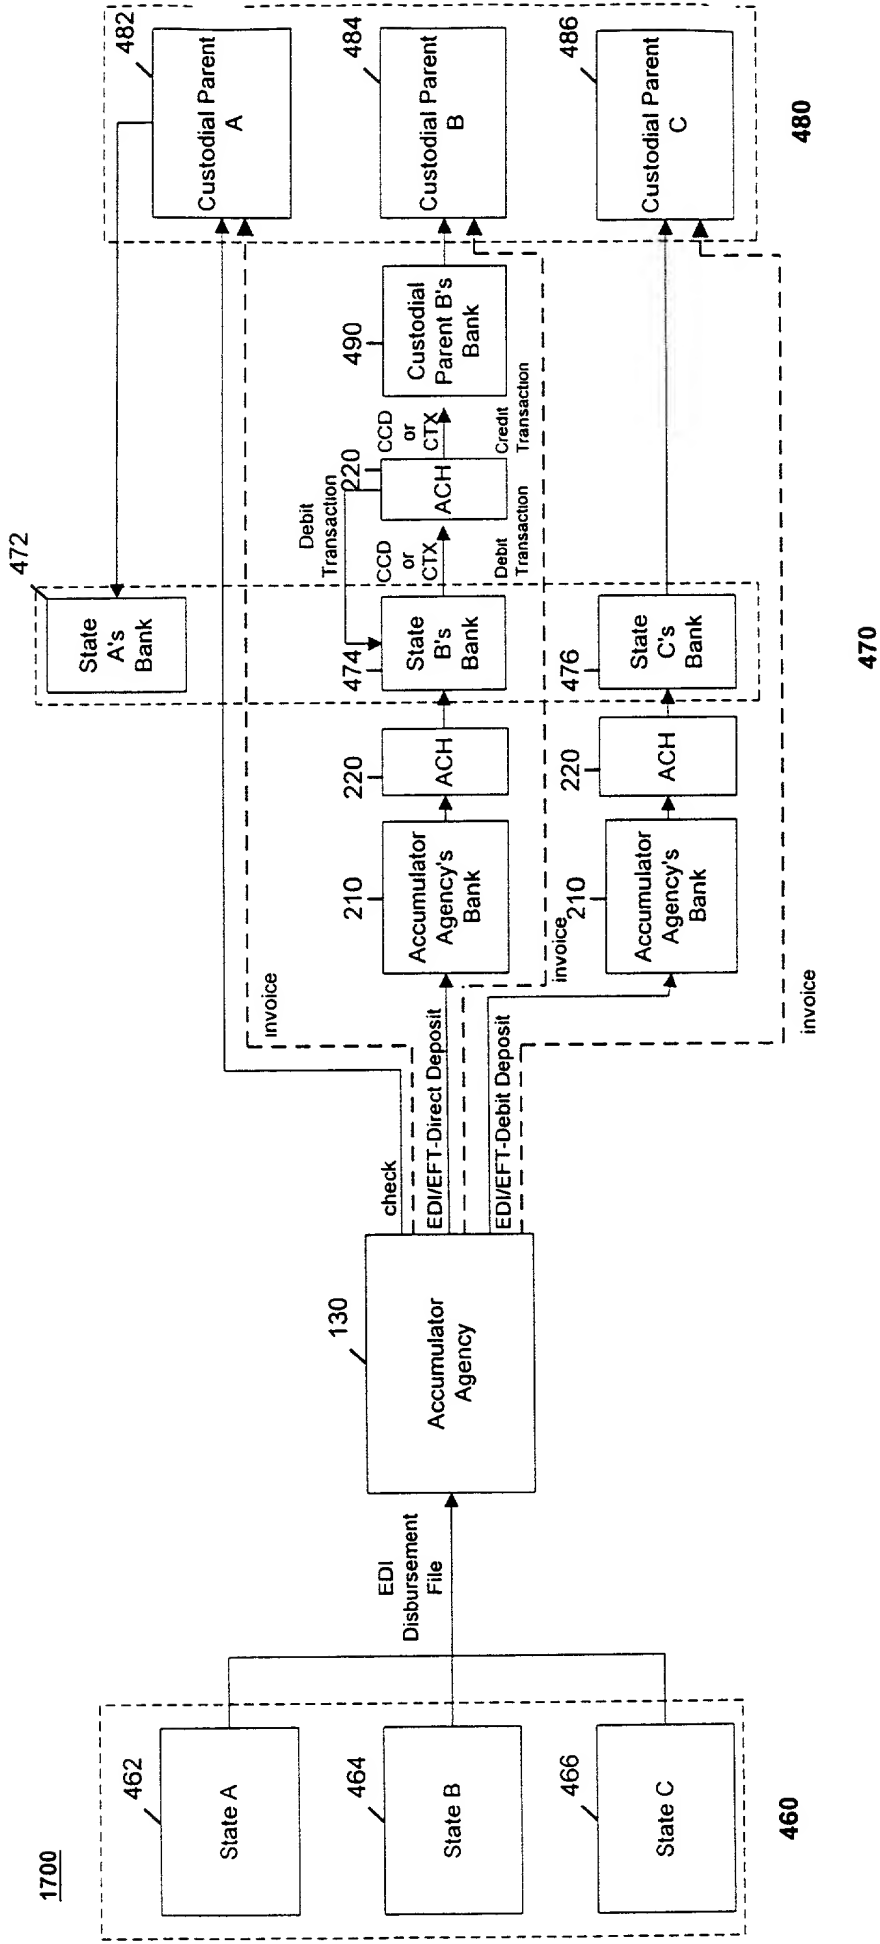 1700
462
State A
464
State B
466
State C
460
EDI
Disbursement
File
130
Accumulator
Agency
check
invoice
EDI/EFT-Direct Deposit
invoice
EDI/EFT-Debit Deposit
invoice
210
Accumulator
Agency's
Bank
220
ACH
210
Accumulator
Agency's
Bank
220
ACH
472
State
A's
Bank
474
State
B's
Bank
476
State
C's
Bank
470
Debit
Transaction
CCD
or
CTX
Debit
Transaction
220
ACH
CCD
or
CTX
Credit
Transaction
490
Custodial
Parent B's
Bank
482
Custodial Parent
A
484
Custodial Parent
B
486
Custodial Parent
C
480